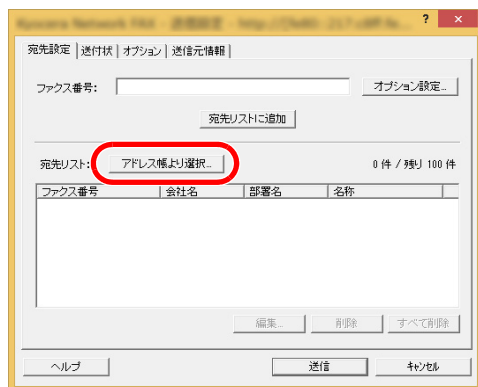 ?
宛先設定 送付状 オプション 送信元情報
ファクス番号: オプション設定...
宛先リストに追加
宛先リスト: アドレス帳より選択... 0 件 / 残り 100 件
ファクス番号 会社名 部署名 名称
編集... 削除 すべて削除
ヘルプ 送信 キャンセル